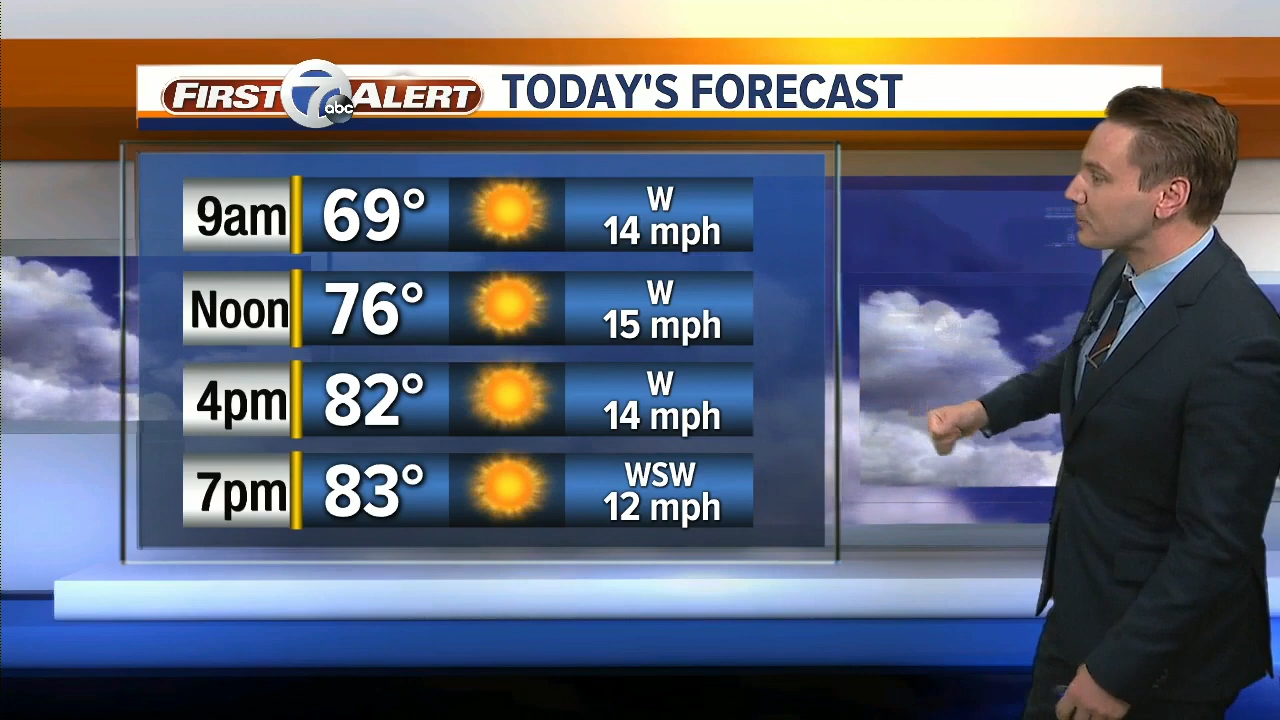 FIRST 7 abc ALERT TODAY'S FORECAST
9am 69° W
14 mph
Noon 76° W
15 mph
4pm 82° W
14 mph
7pm 83° WSW
12 mph